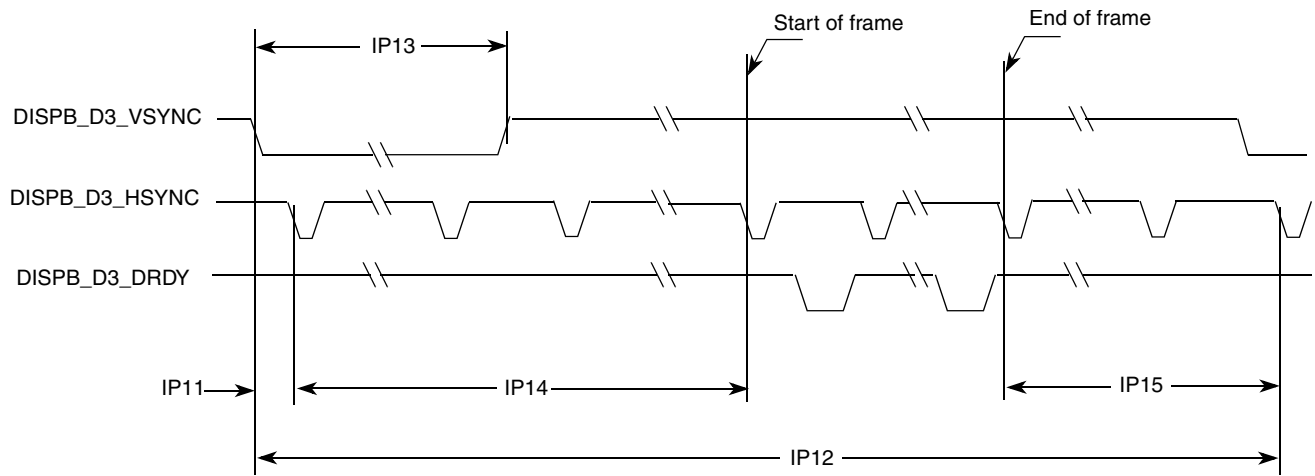 Start of frame
End of frame
IP13
DISPB_D3_VSYNC
DISPB_D3_HSYNC
DISPB_D3_DRDY
IP11
IP14
IP15
IP12